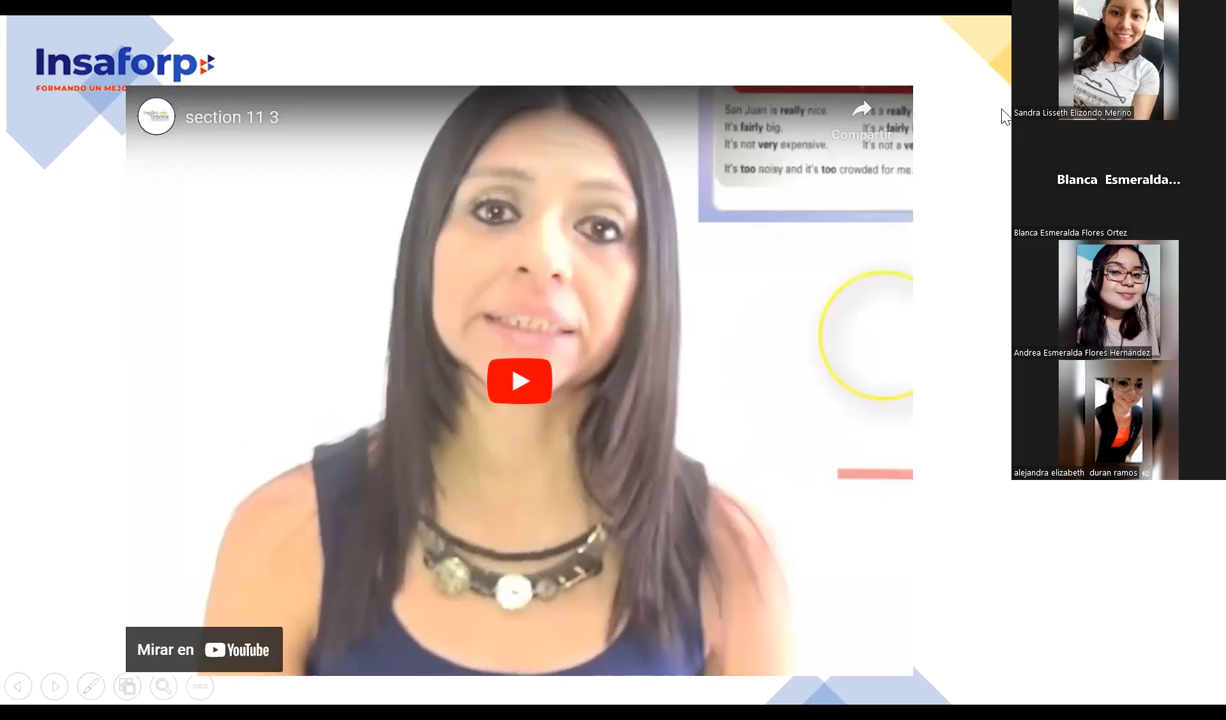 Insaforp
FORMANDO UN MEJO
section 11 3
Compartir
San Juan is really nice.
It's fairly big.
It's not very expensive.
It's too noisy and it's too crowded for me.
s a really
It's a fairly
It's not a ve
Mirar en YouTube
Sandra Lisseth Elizondo Merino
Blanca Esmeralda...
Blanca Esmeralda Flores Ortez
Andrea Esmeralda Flores Hernández
alejandra elizabeth duran ramos